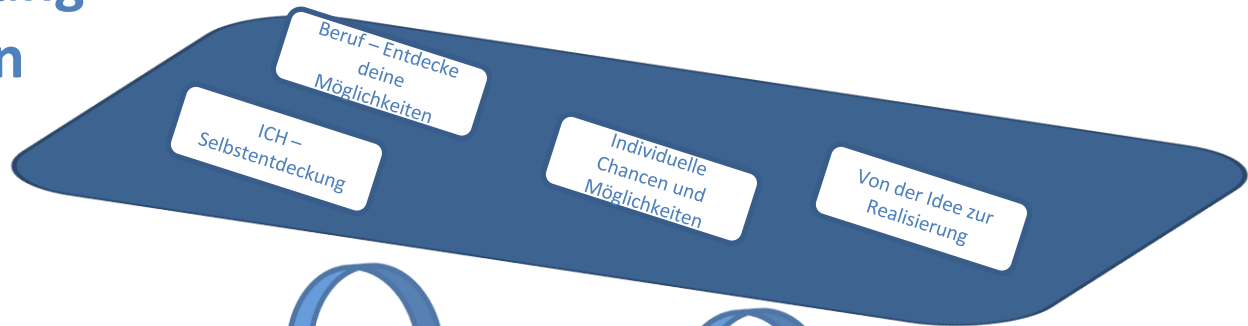 n
Beruf – Entdecke
deine
Möglichkeiten
ICH –
Selbstentdeckung
Individuelle
Chancen und
Möglichkeiten
Von der Idee zur
Realisierung